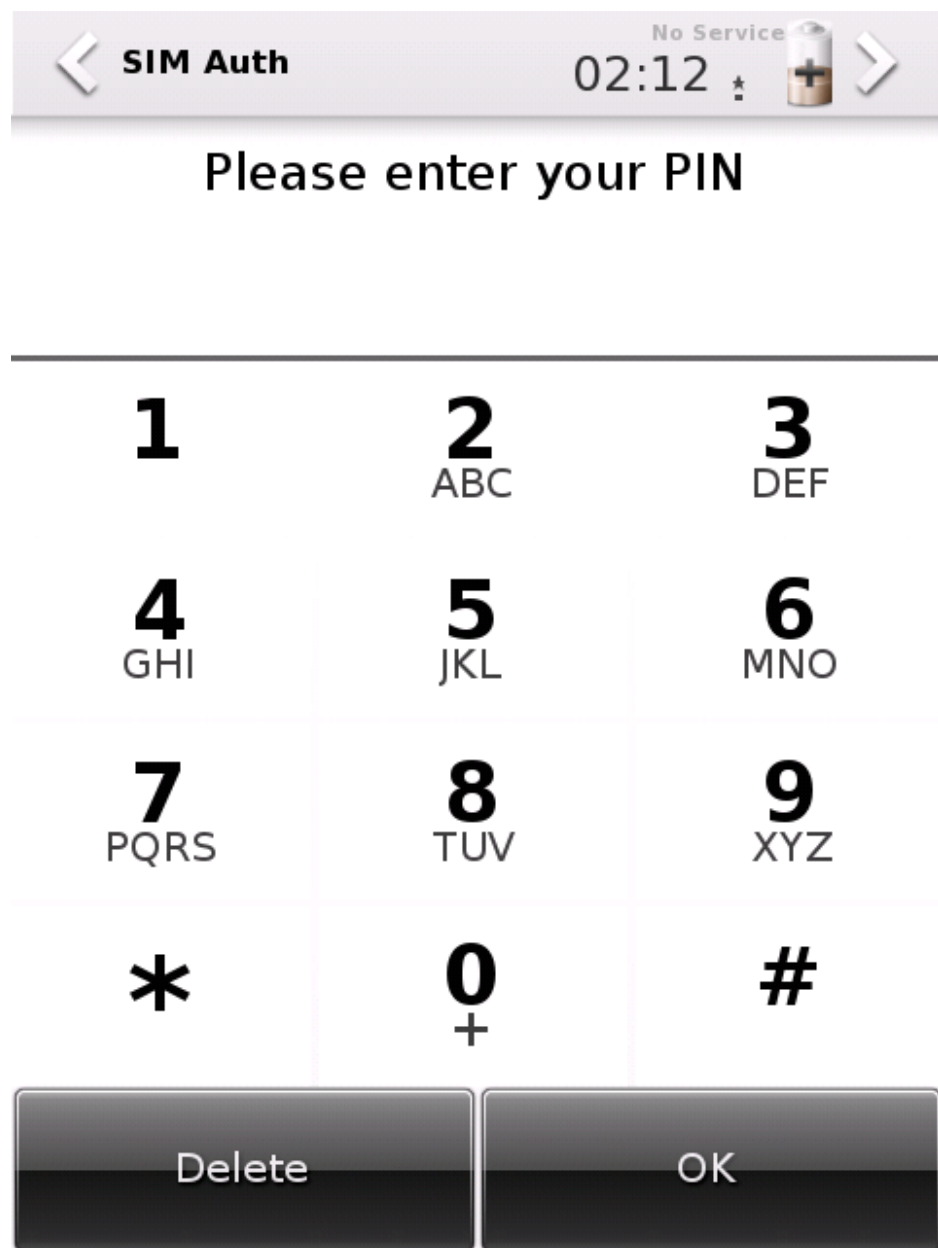 No Service
SIM Auth 02:12
Please enter your PIN
1 2 3
ABC DEF
4 5 6
GHI JKL MNO
7 8 9
PQRS TUV XYZ
* 0 #
+
Delete OK